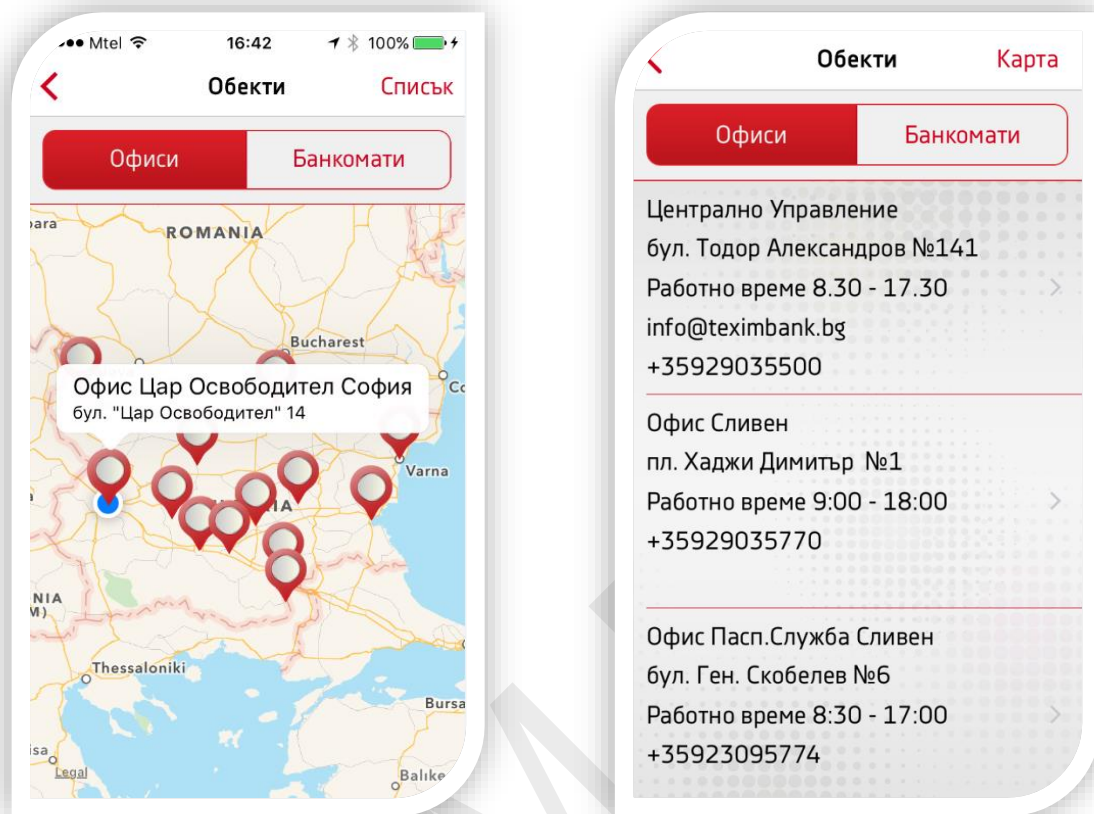 Mtel
16:42
100%
Обекти
Списък
Офиси
Банкомати
ROMANIA
Bucharest
Офис Цар Освободител София
бул. "Цар Освободител" 14
Varna
Thessaloniki
Bursa
Legal
Обекти
Карта
Офиси
Банкомати
Централно Управление
бул. Тодор Александров №141
Работно време 8.30 - 17.30
info@teximbank.bg
+35929035500
Офис Сливен
пл. Хаджи Димитър №1
Работно време 9:00 - 18:00
+35929035770
Офис Пасп.Служба Сливен
бул. Ген. Скобелев №6
Работно време 8:30 - 17:00
+35923095774